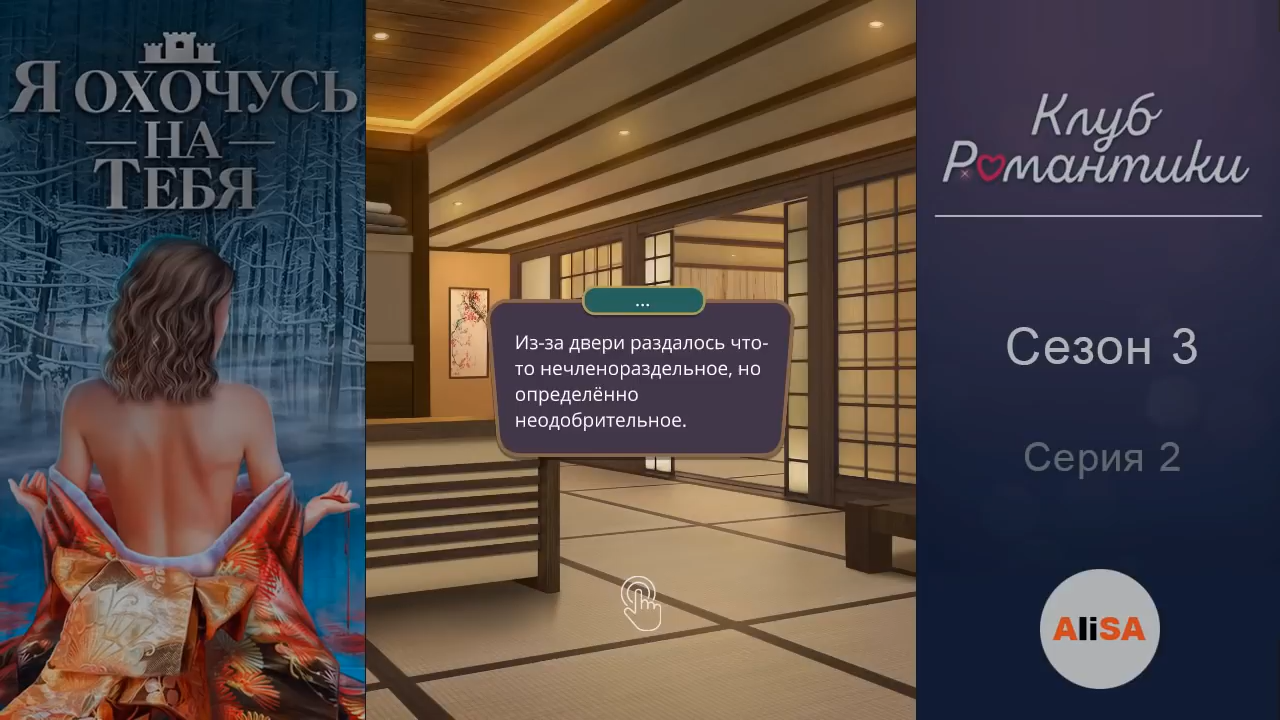 Я ОХОЧУСЬ
НА
ТЕБЯ
...
Из-за двери раздалось что-
то нечленораздельное, но
определённо
неодобрительное.
Клуб
Романтики
Сезон 3
Серия 2
AliSA